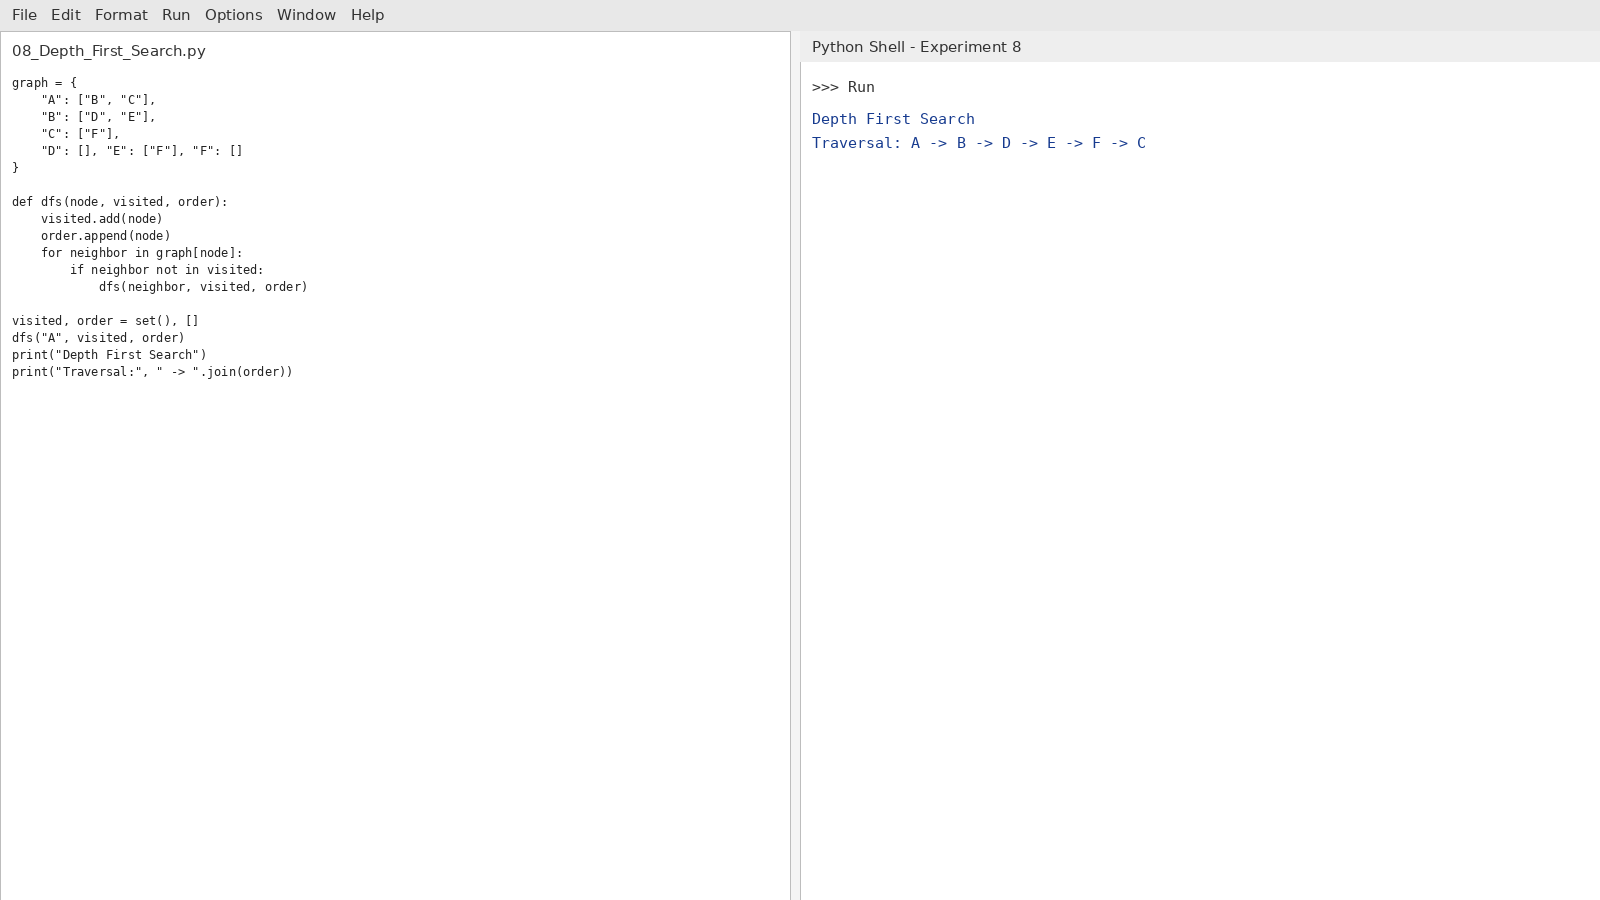 File Edit Format Run Options Window Help
08_Depth_First_Search.py
graph = {
    "A": ["B", "C"],
    "B": ["D", "E"],
    "C": ["F"],
    "D": [], "E": ["F"], "F": []
}

def dfs(node, visited, order):
    visited.add(node)
    order.append(node)
    for neighbor in graph[node]:
        if neighbor not in visited:
            dfs(neighbor, visited, order)

visited, order = set(), []
dfs("A", visited, order)
print("Depth First Search")
print("Traversal:", " -> ".join(order))
Python Shell - Experiment 8
>>> Run
Depth First Search
Traversal: A -> B -> D -> E -> F -> C